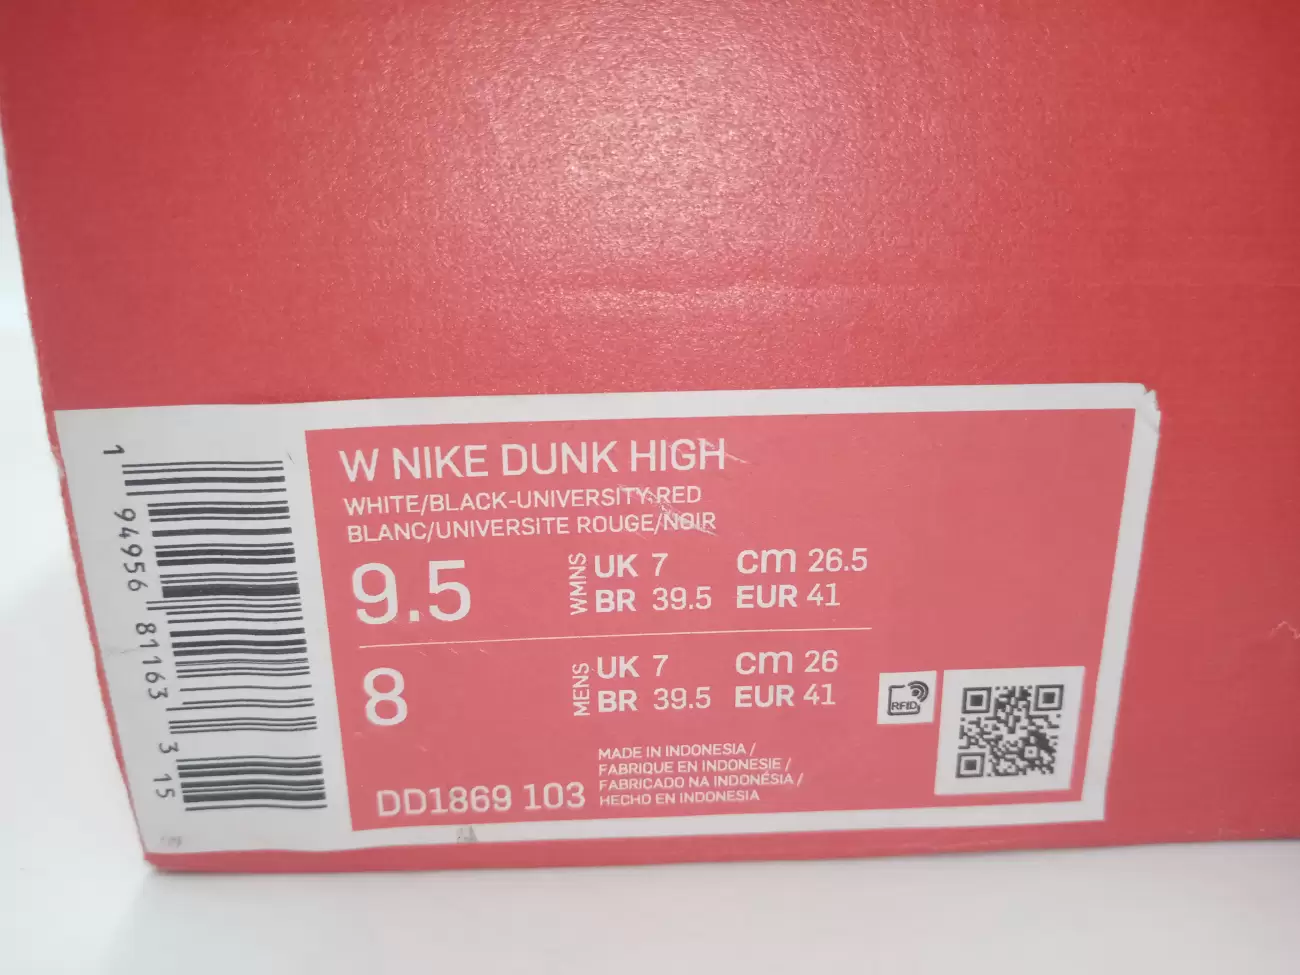 W NIKE DUNK HIGH
WHITE/BLACK-UNIVERSITY RED
BLANC/UNIVERSITE ROUGE/NOIR
9.5 WMNS UK 7 cm 26.5
BR 39.5 EUR 41
8 MENS UK 7 cm 26
BR 39.5 EUR 41
RFID
MADE IN INDONESIA /
FABRIQUE EN INDONESIE /
FABRICADO NA INDONÉSIA /
HECHO EN INDONESIA
DD1869 103
1 94956 81163 3 15